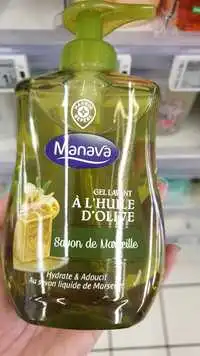 Manava
GEL LAVANT
À L'HUILE
D'OLIVE
Savon de Marseille
Hydrate & Adoucit
Au savon liquide de Marseille